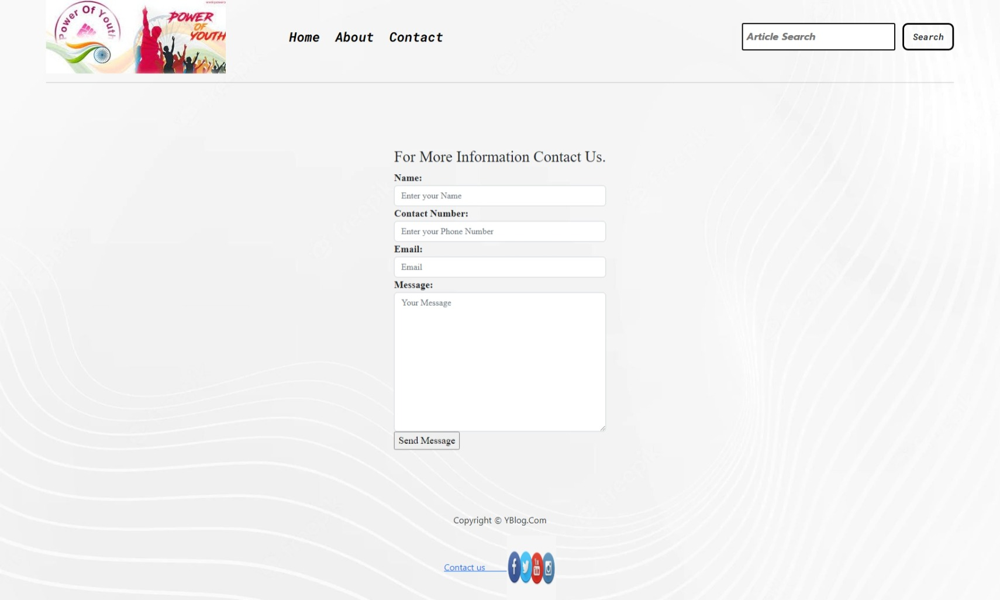 Power Of Youth
POWER
OF
YOUTH
Home About Contact
Article Search
Search
For More Information Contact Us.
Name:
Enter your Name
Contact Number:
Enter your Phone Number
Email:
Email
Message:
Your Message
Send Message
Copyright © YBlog.Com
Contact us
You
Tube